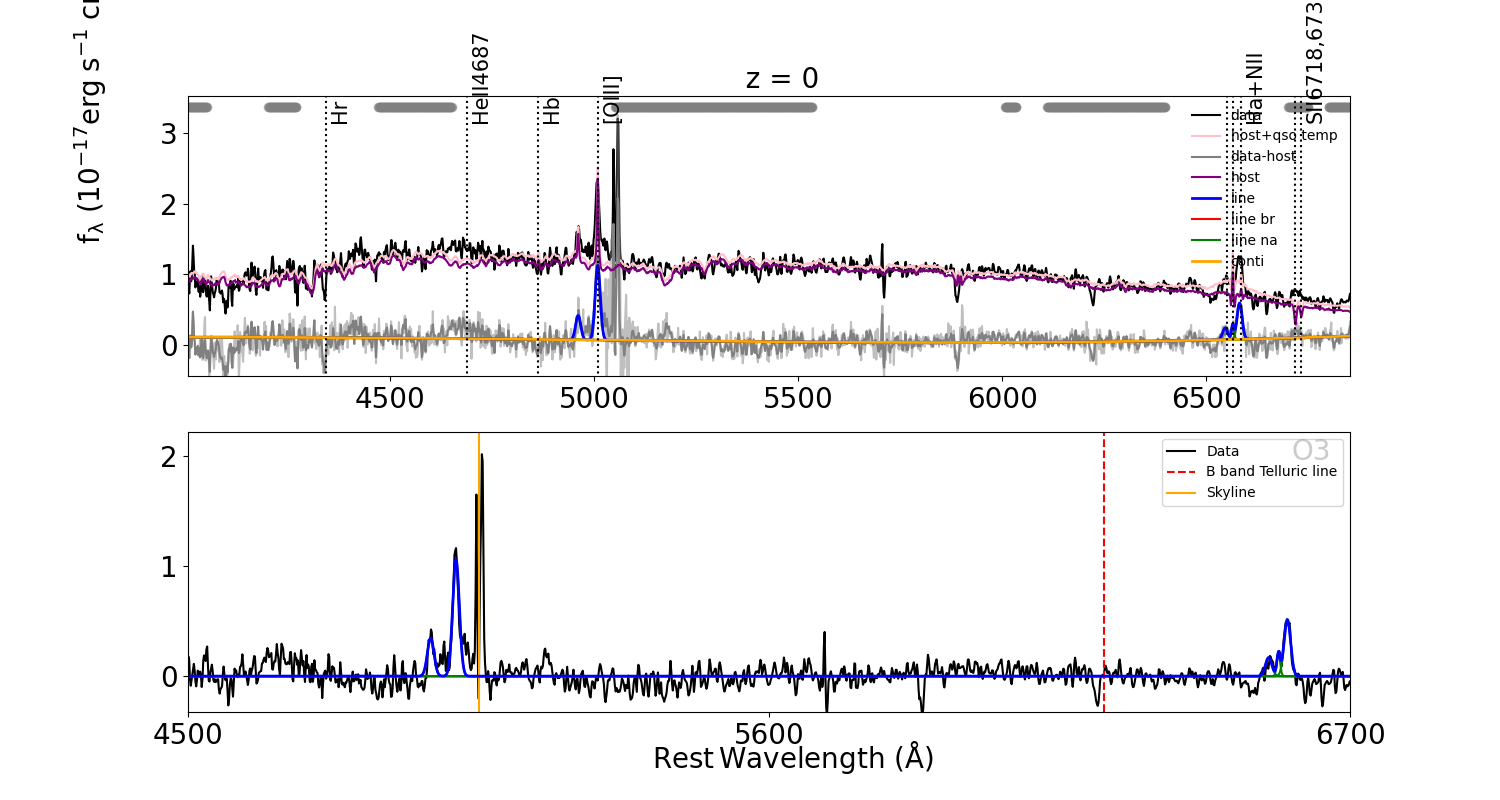 z = 0
f_λ (10^−17 erg s^−1
Hr
HeII4687
Hb
[OIII]
Ha+NII
SII6718,673
data
host+qso temp
data-host
host
line
line br
line na
conti
3
2
1
0
4500 5000 5500 6000 6500
O3
Data
B band Telluric line
Skyline
2
1
0
4500 5600 6700
Rest Wavelength (Å)